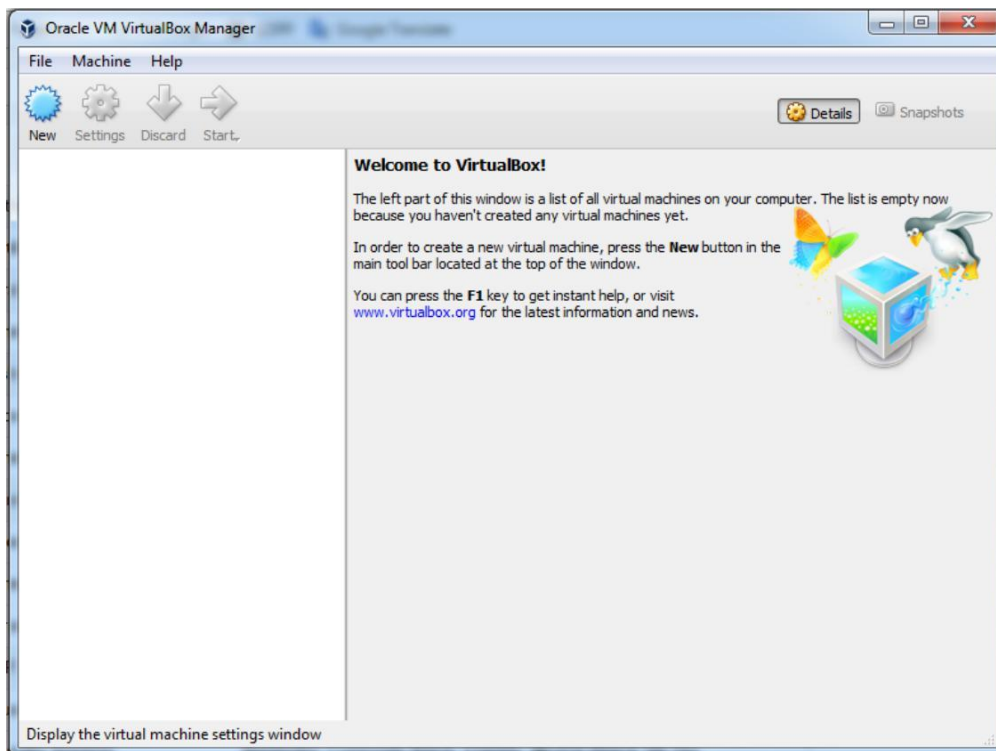 Oracle VM VirtualBox Manager
Google Translate
File Machine Help
New Settings Discard Start
Details Snapshots
Welcome to VirtualBox!
The left part of this window is a list of all virtual machines on your computer. The list is empty now
because you haven't created any virtual machines yet.
In order to create a new virtual machine, press the New button in the
main tool bar located at the top of the window.
You can press the F1 key to get instant help, or visit
www.virtualbox.org for the latest information and news.
Display the virtual machine settings window